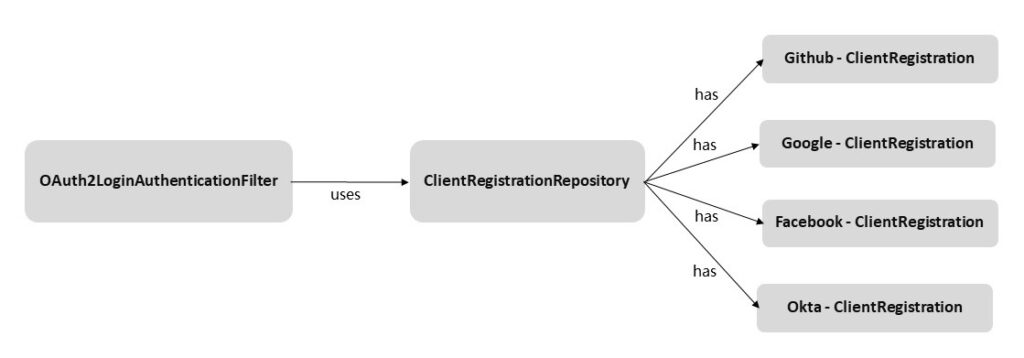 OAuth2LoginAuthenticationFilter
uses
ClientRegistrationRepository
has
Github - ClientRegistration
has
Google - ClientRegistration
has
Facebook - ClientRegistration
has
Okta - ClientRegistration